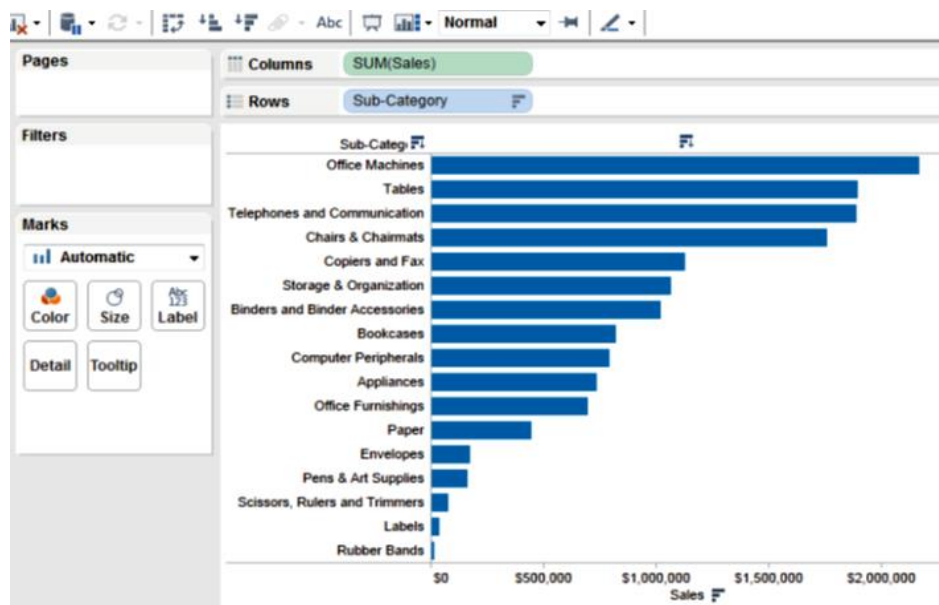 Abc Normal
Pages
Columns SUM(Sales)
Rows Sub-Category
Filters
Sub-Categ
Office Machines
Tables
Telephones and Communication
Marks
Chairs & Chairmats
Automatic
Copiers and Fax
Storage & Organization
Abc
123
Color Size Label
Binders and Binder Accessories
Bookcases
Computer Peripherals
Detail Tooltip
Appliances
Office Furnishings
Paper
Envelopes
Pens & Art Supplies
Scissors, Rulers and Trimmers
Labels
Rubber Bands
$0 $500,000 $1,000,000 $1,500,000 $2,000,000
Sales